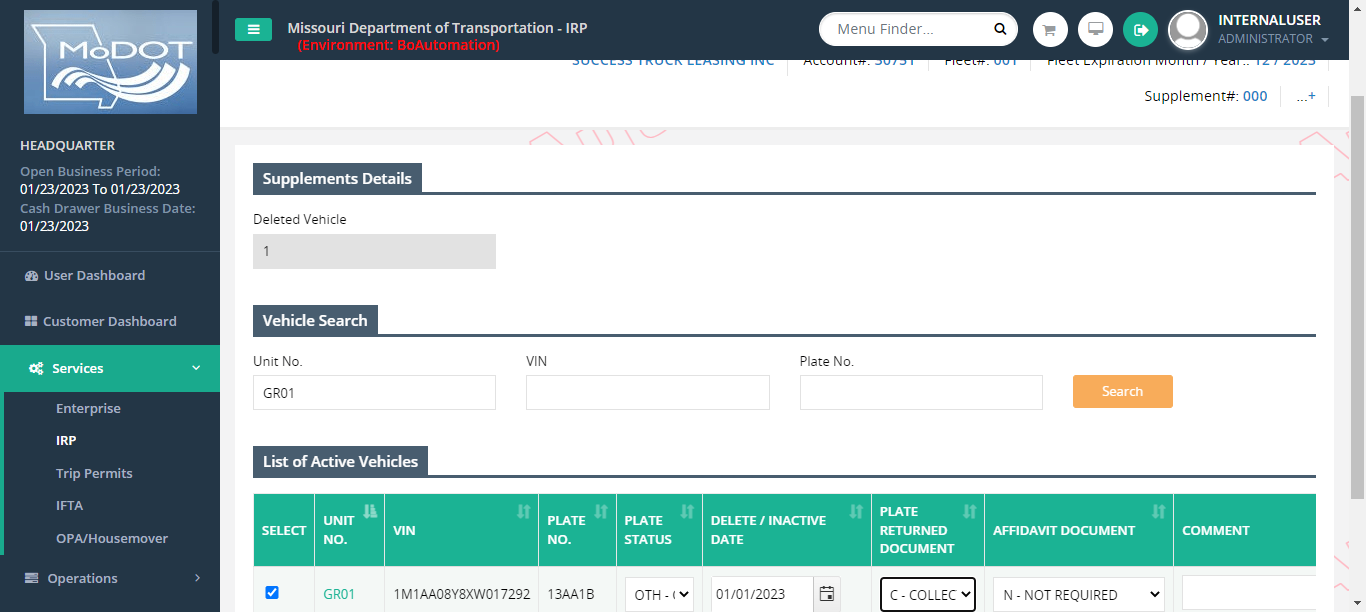 MoDOT
HEADQUARTER
Open Business Period:
01/23/2023 To 01/23/2023
Cash Drawer Business Date:
01/23/2023
User Dashboard
Customer Dashboard
Services
Enterprise
IRP
Trip Permits
IFTA
OPA/Housemover
Operations
Missouri Department of Transportation - IRP
(Environment: BoAutomation)
Menu Finder...
INTERNALUSER
ADMINISTRATOR
SUCCESS TRUCK LEASING INC Account#: 30751 Fleet#: 001 Fleet Expiration Month / Year.: 12 / 2023
Supplement#: 000 ...+
Supplements Details
Deleted Vehicle
1
Vehicle Search
Unit No. VIN Plate No.
GR01 Search
List of Active Vehicles
SELECT UNIT NO. VIN PLATE NO. PLATE STATUS DELETE / INACTIVE DATE PLATE RETURNED DOCUMENT AFFIDAVIT DOCUMENT COMMENT
GR01 1M1AA08Y8XW017292 13AA1B OTH - 01/01/2023 C - COLLEC N - NOT REQUIRED